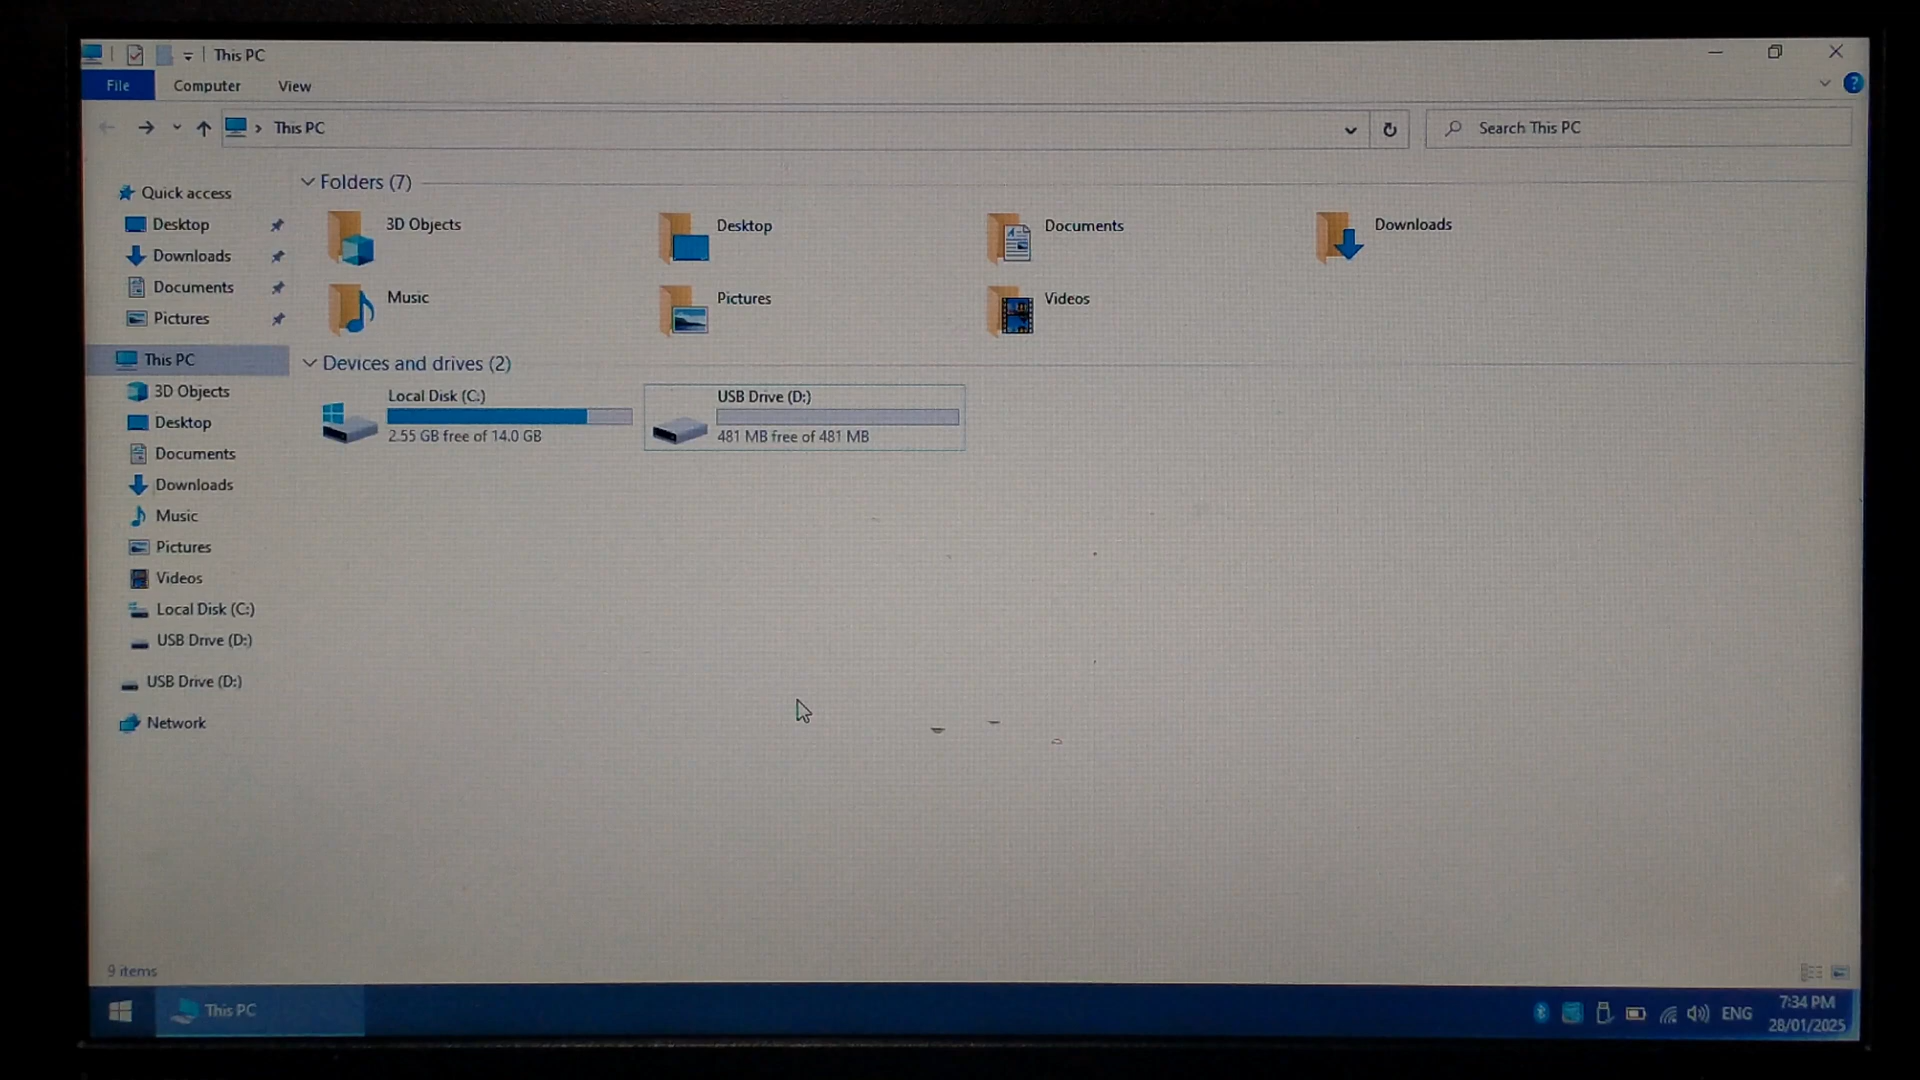 This PC
File Computer View
This PC
Search This PC
Quick access
Desktop
Downloads
Documents
Pictures
This PC
3D Objects
Desktop
Documents
Downloads
Music
Pictures
Videos
Local Disk (C:)
USB Drive (D:)
USB Drive (D:)
Network
Folders (7)
3D Objects
Desktop
Documents
Downloads
Music
Pictures
Videos
Devices and drives (2)
Local Disk (C:)
2.55 GB free of 14.0 GB
USB Drive (D:)
481 MB free of 481 MB
9 items
This PC
ENG
7:34 PM
28/01/2025